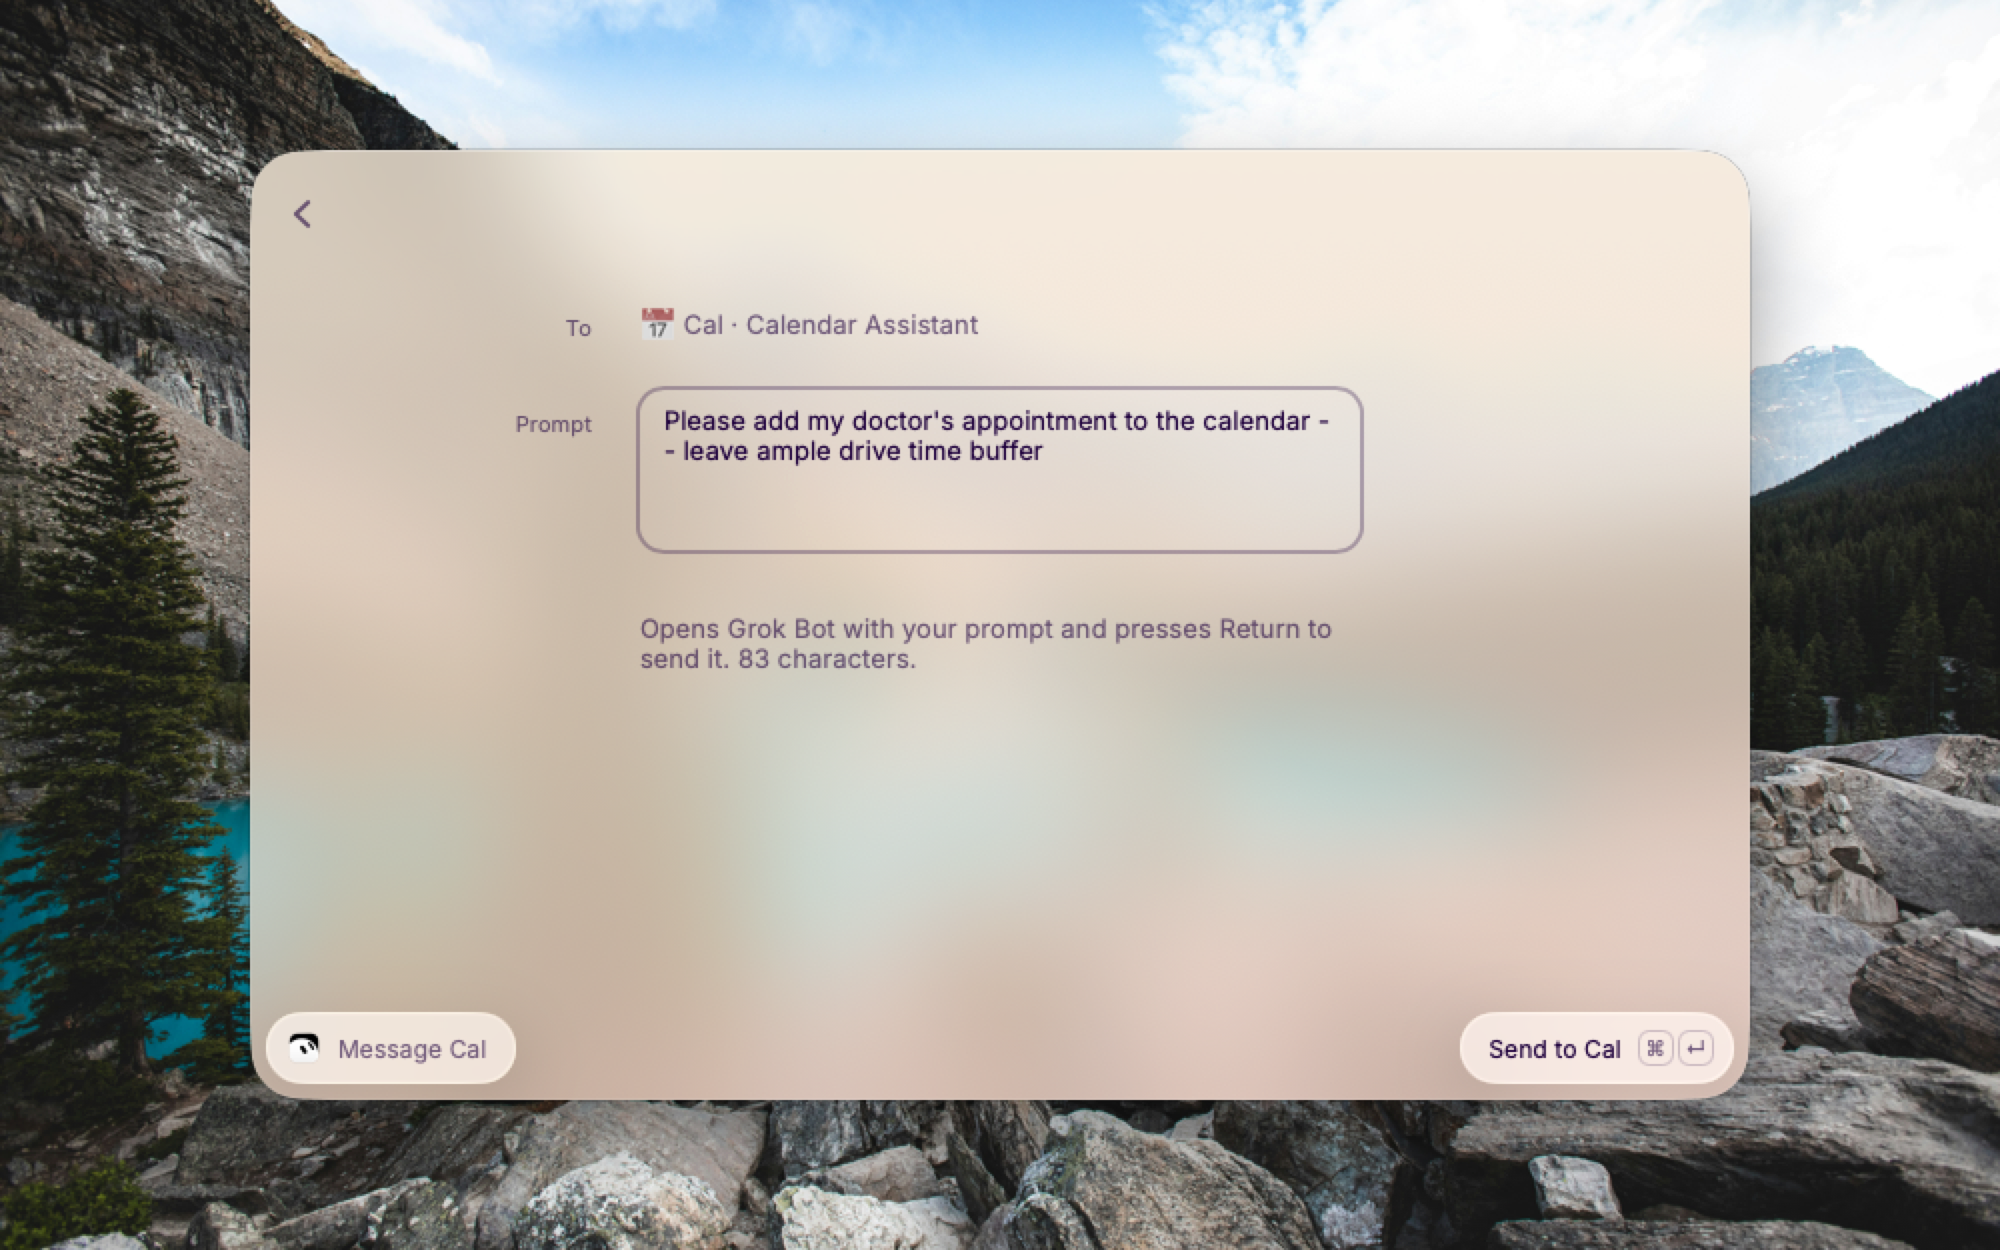 To
17 Cal · Calendar Assistant
Prompt
Please add my doctor's appointment to the calendar -
- leave ample drive time buffer
Opens Grok Bot with your prompt and presses Return to
send it. 83 characters.
Message Cal
Send to Cal ⌘ ↵